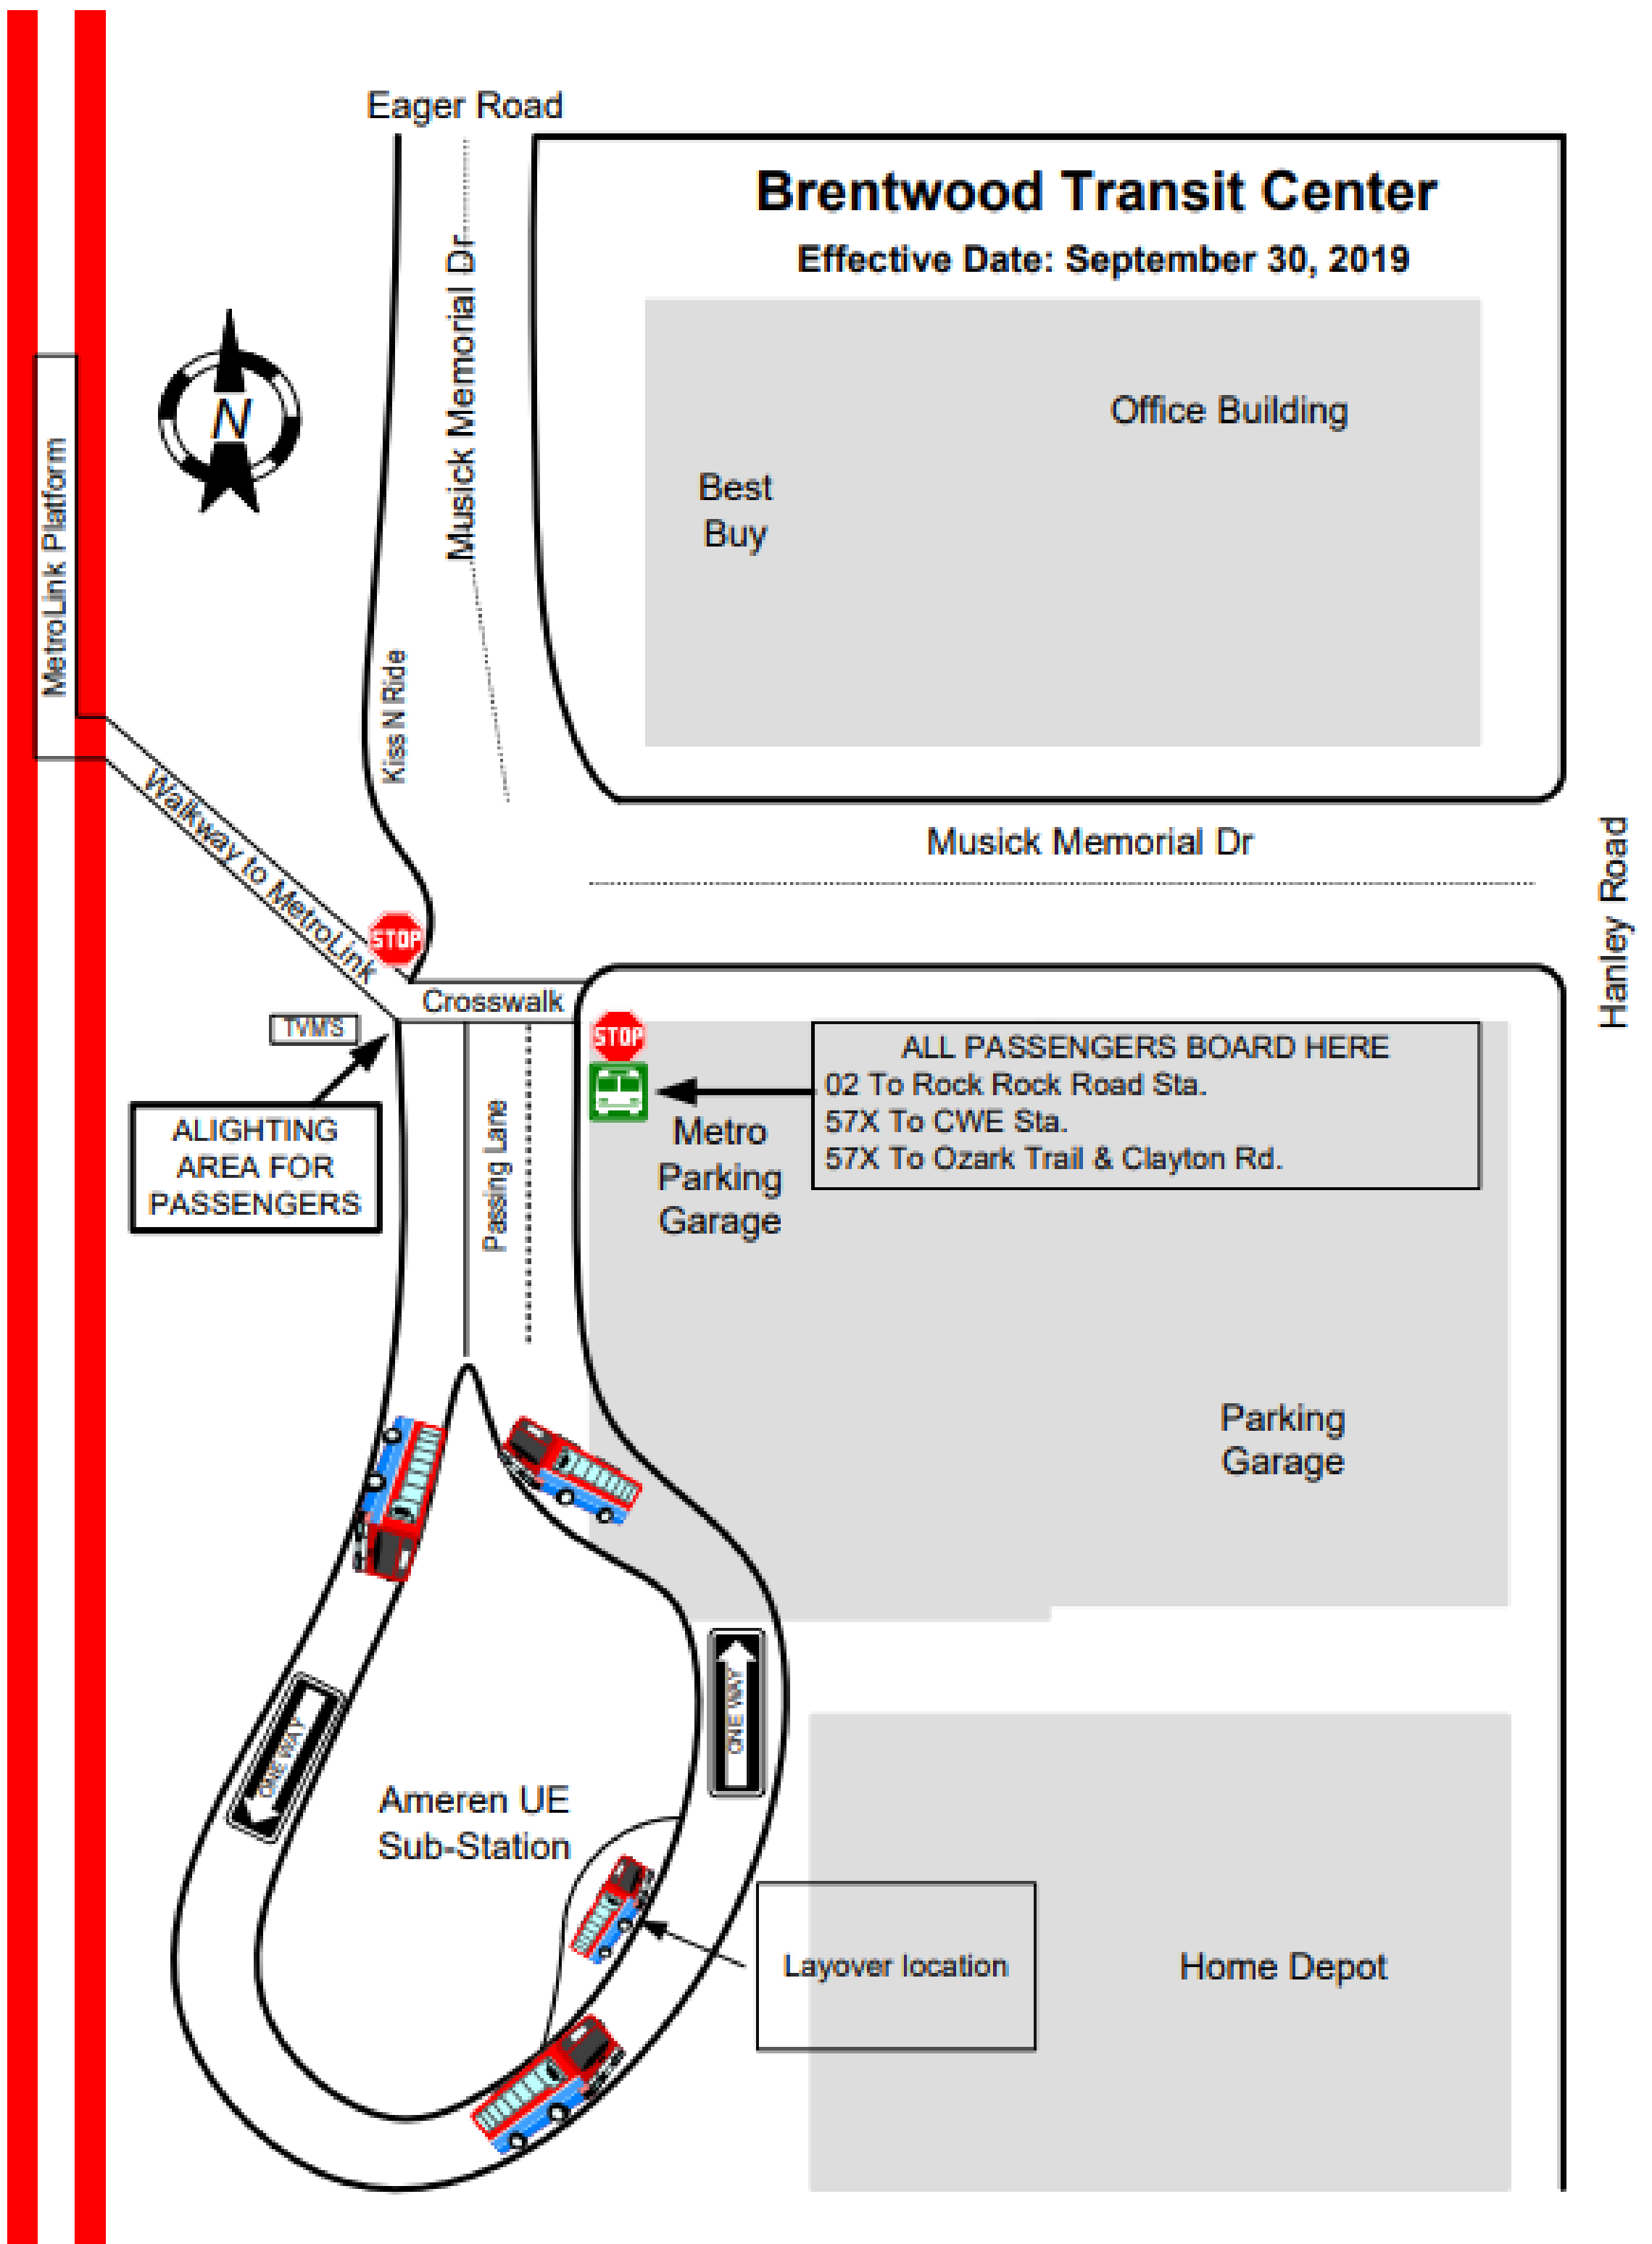 Eager Road
Brentwood Transit Center
Effective Date: September 30, 2019
Musick Memorial Dr
N
Office Building
Best
Buy
MetroLink Platform
Kiss N Ride
Walkway to MetroLink
Musick Memorial Dr
Hanley Road
STOP
Crosswalk
TVM'S
STOP
ALL PASSENGERS BOARD HERE
02 To Rock Rock Road Sta.
57X To CWE Sta.
57X To Ozark Trail & Clayton Rd.
ALIGHTING
AREA FOR
PASSENGERS
Passing Lane
Metro
Parking
Garage
Parking
Garage
ONE WAY
ONE WAY
Ameren UE
Sub-Station
Layover location
Home Depot